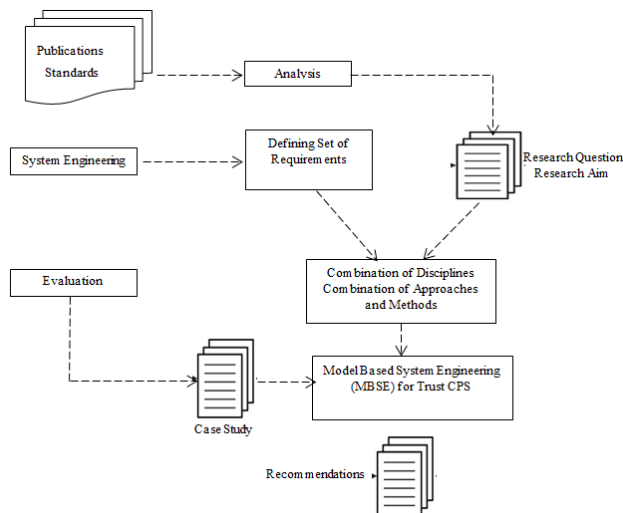 Publications
Standards
Analysis
System Engineering
Defining Set of
Requirements
Research Question
Research Aim
Evaluation
Combination of Disciplines
Combination of Approaches
and Methods
Case Study
Model Based System Engineering
(MBSE) for Trust CPS
Recommendations